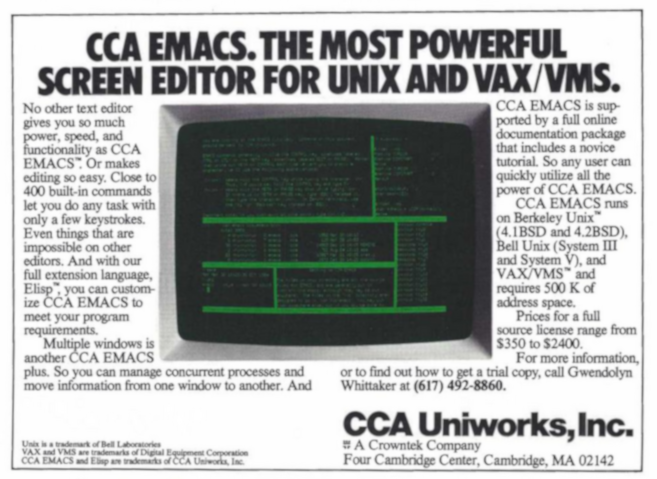 CCA EMACS. THE MOST POWERFUL
SCREEN EDITOR FOR UNIX AND VAX/VMS.
No other text editor
gives you so much
power, speed, and
functionality as CCA
EMACS™. Or makes
editing so easy. Close to
400 built-in commands
let you do any task with
only a few keystrokes.
Even things that are
impossible on other
editors. And with our
full extension language,
Elisp™, you can custom-
ize CCA EMACS to
meet your program
requirements.
Multiple windows is
another CCA EMACS
plus. So you can manage concurrent processes and
move information from one window to another. And
CCA EMACS is sup-
ported by a full online
documentation package
that includes a novice
tutorial. So any user can
quickly utilize all the
power of CCA EMACS.
CCA EMACS runs
on Berkeley Unix™
(4.1BSD and 4.2BSD),
Bell Unix (System III
and System V), and
VAX/VMS™ and
requires 500 K of
address space.
Prices for a full
source license range from
$350 to $2400.
For more information,
or to find out how to get a trial copy, call Gwendolyn
Whittaker at (617) 492-8860.
CCA Uniworks, Inc.
A Crowntek Company
Four Cambridge Center, Cambridge, MA 02142
Unix is a trademark of Bell Laboratories
VAX and VMS are trademarks of Digital Equipment Corporation
CCA EMACS and Elisp are trademarks of CCA Uniworks, Inc.